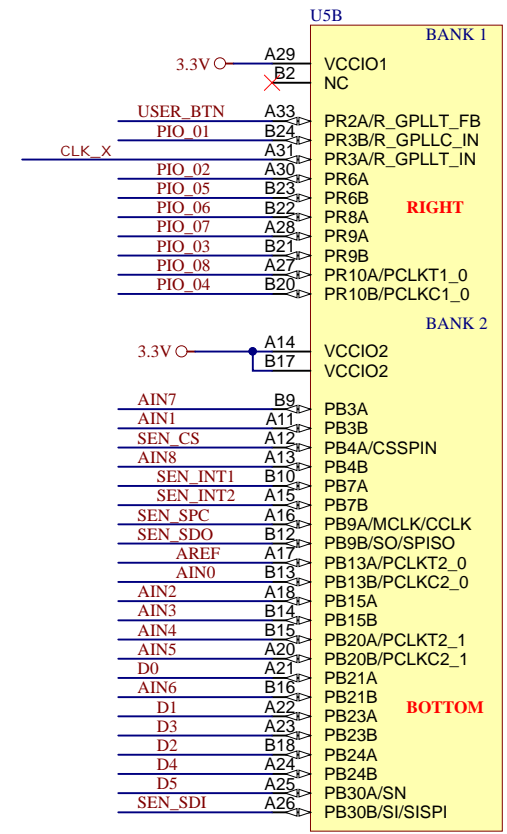 U5B
BANK 1
3.3V A29 VCCIO1
B2 NC
USER_BTN A33 PR2A/R_GPLLT_FB
PIO_01 B24 PR3B/R_GPLLC_IN
CLK_X A31 PR3A/R_GPLLT_IN
PIO_02 A30 PR6A
PIO_05 B23 PR6B
PIO_06 B22 PR8A
RIGHT
PIO_07 A28 PR9A
PIO_03 B21 PR9B
PIO_08 A27 PR10A/PCLKT1_0
PIO_04 B20 PR10B/PCLKC1_0
BANK 2
3.3V A14 VCCIO2
B17 VCCIO2
AIN7 B9 PB3A
AIN1 A11 PB3B
SEN_CS A12 PB4A/CSSPIN
AIN8 A13 PB4B
SEN_INT1 B10 PB7A
SEN_INT2 A15 PB7B
SEN_SPC A16 PB9A/MCLK/CCLK
SEN_SDO B12 PB9B/SO/SPISO
AREF A17 PB13A/PCLKT2_0
AIN0 B13 PB13B/PCLKC2_0
AIN2 A18 PB15A
AIN3 B14 PB15B
AIN4 B15 PB20A/PCLKT2_1
AIN5 A20 PB20B/PCLKC2_1
D0 A21 PB21A
AIN6 B16 PB21B
D1 A22 PB23A
BOTTOM
D3 A23 PB23B
D2 B18 PB24A
D4 A24 PB24B
D5 A25 PB30A/SN
SEN_SDI A26 PB30B/SI/SISPI